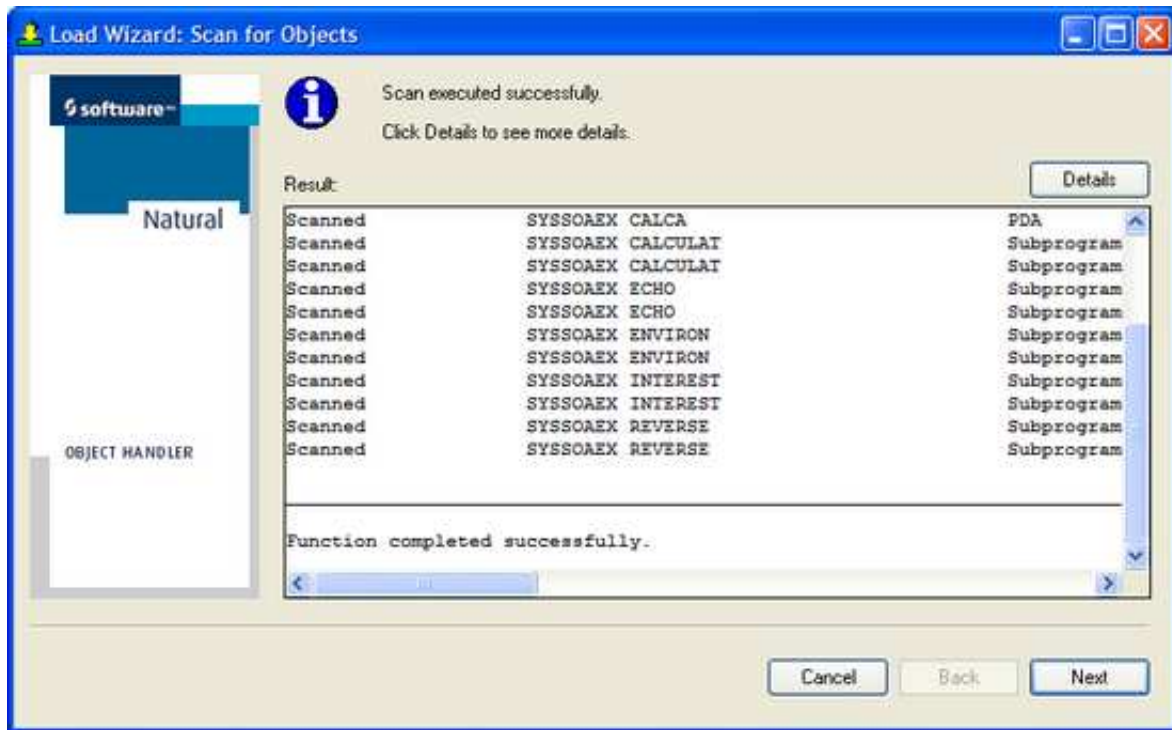 Load Wizard: Scan for Objects
software
Natural
OBJECT HANDLER
Scan executed successfully.
Click Details to see more details.
Result:
Details
Scanned SYSSOAEX CALCA PDA
Scanned SYSSOAEX CALCULAT Subprogram
Scanned SYSSOAEX CALCULAT Subprogram
Scanned SYSSOAEX ECHO Subprogram
Scanned SYSSOAEX ECHO Subprogram
Scanned SYSSOAEX ENVIRON Subprogram
Scanned SYSSOAEX ENVIRON Subprogram
Scanned SYSSOAEX INTEREST Subprogram
Scanned SYSSOAEX INTEREST Subprogram
Scanned SYSSOAEX REVERSE Subprogram
Scanned SYSSOAEX REVERSE Subprogram
Function completed successfully.
Cancel
Back
Next